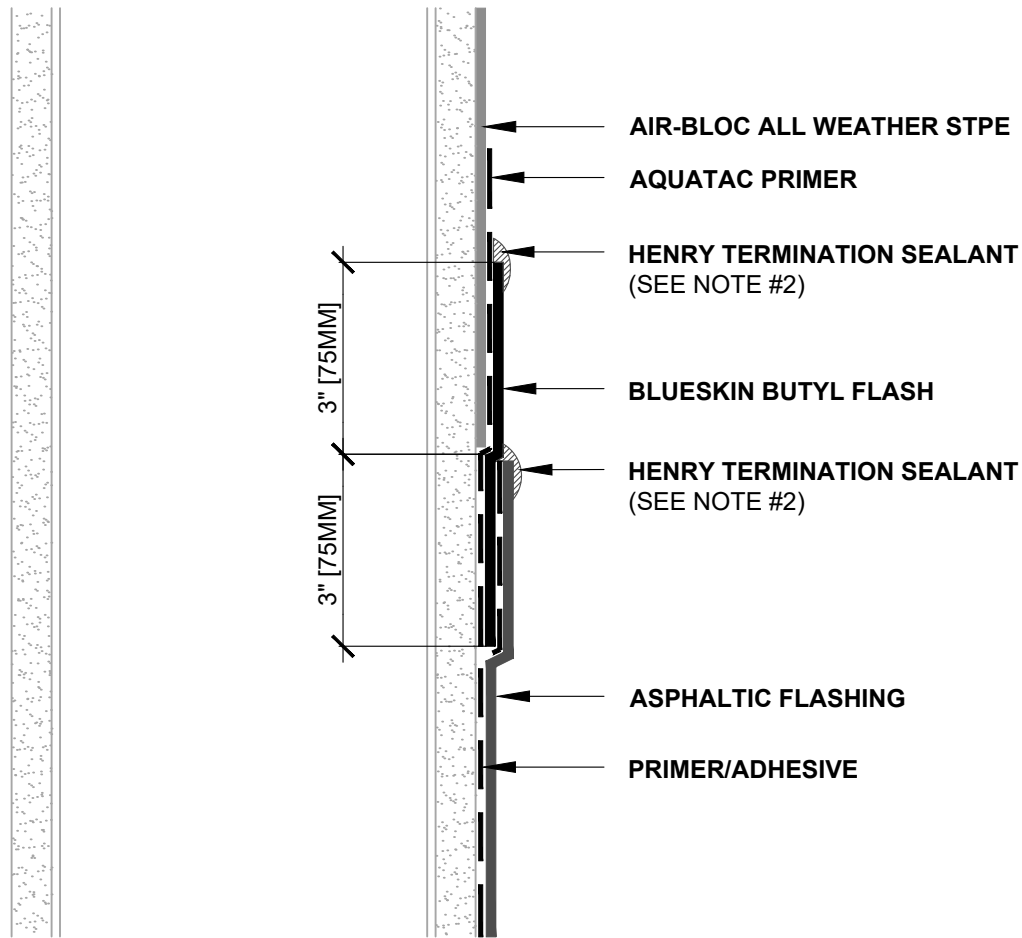 AIR-BLOC ALL WEATHER STPE
AQUATAC PRIMER
HENRY TERMINATION SEALANT
(SEE NOTE #2)
3" [75MM]
BLUESKIN BUTYL FLASH
HENRY TERMINATION SEALANT
(SEE NOTE #2)
3" [75MM]
ASPHALTIC FLASHING
PRIMER/ADHESIVE